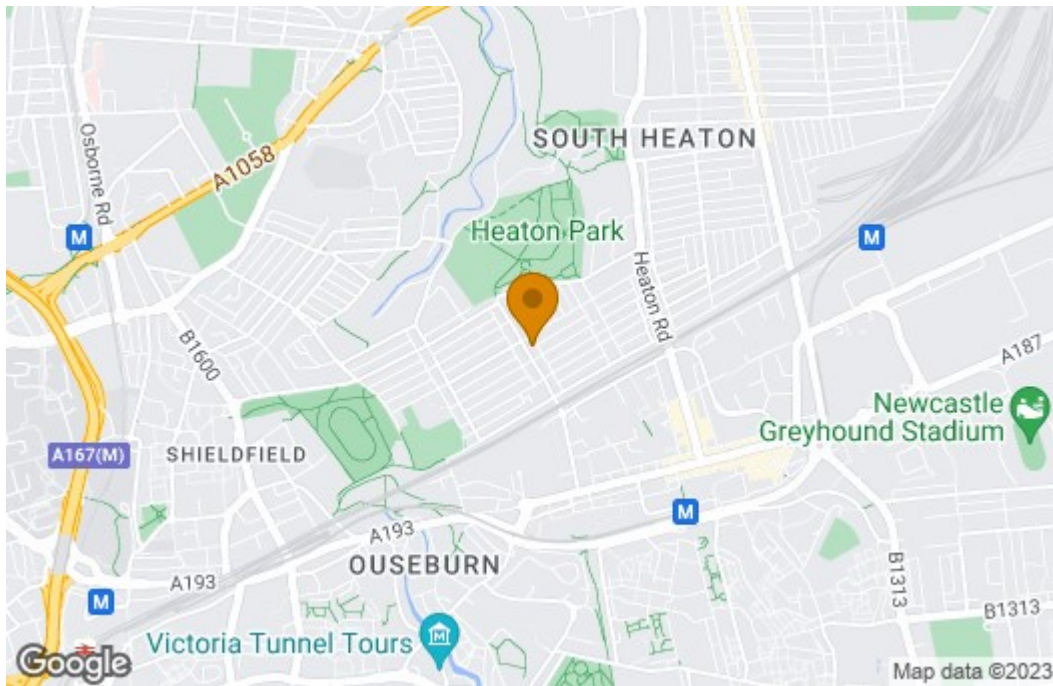 Osborne Rd
A1058
SOUTH HEATON
M
Heaton Park
M
Heaton Rd
B1600
A187
Newcastle
Greyhound Stadium
A167(M)
SHIELDFIELD
M
A193
OUSEBURN
A193
B1313
M
B1313
Victoria Tunnel Tours
M
Google
Map data ©2023